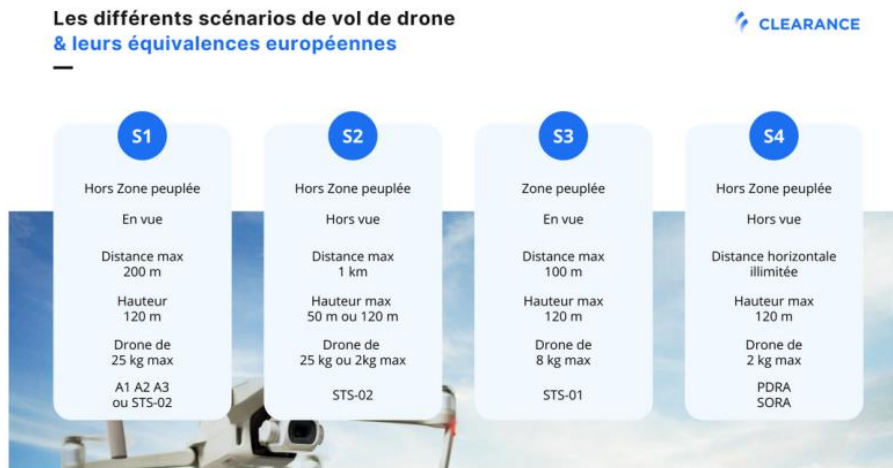 Les différents scénarios de vol de drone
& leurs équivalences européennes
CLEARANCE
S1
Hors Zone peuplée
En vue
Distance max
200 m
Hauteur
120 m
Drone de
25 kg max
A1 A2 A3
ou STS-02
S2
Hors Zone peuplée
Hors vue
Distance max
1 km
Hauteur max
50 m ou 120 m
Drone de
25 kg ou 2kg max
STS-02
S3
Zone peuplée
En vue
Distance max
100 m
Hauteur max
120 m
Drone de
8 kg max
STS-01
S4
Hors Zone peuplée
Hors vue
Distance horizontale
illimitée
Hauteur max
120 m
Drone de
2 kg max
PDRA
SORA